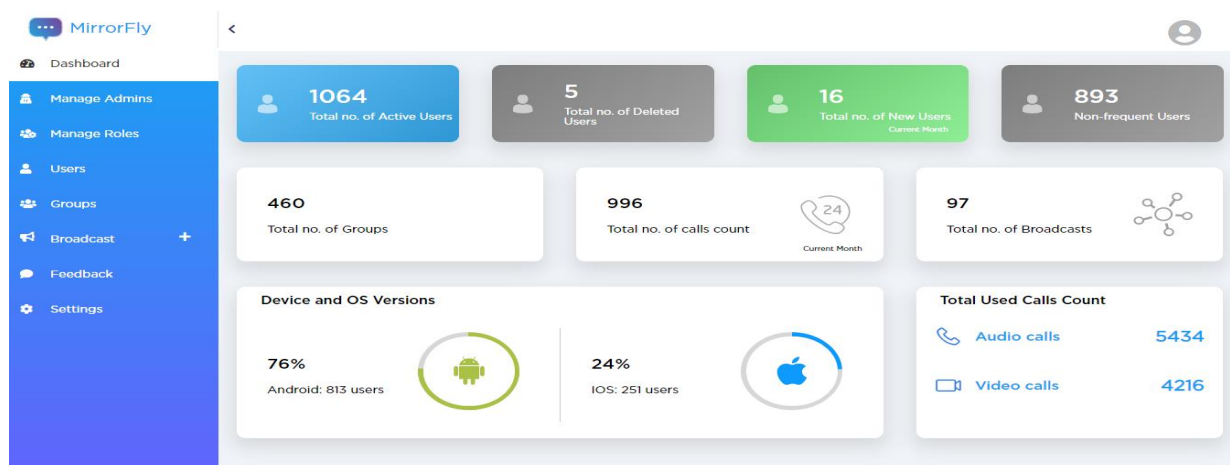 MirrorFly
<
Dashboard
Manage Admins
Manage Roles
Users
Groups
Broadcast +
Feedback
Settings
1064
Total no. of Active Users
5
Total no. of Deleted
Users
16
Total no. of New Users
Current Month
893
Non-frequent Users
460
Total no. of Groups
996
Total no. of calls count
24
Current Month
97
Total no. of Broadcasts
Device and OS Versions
76%
Android: 813 users
24%
IOS: 251 users
Total Used Calls Count
Audio calls 5434
Video calls 4216